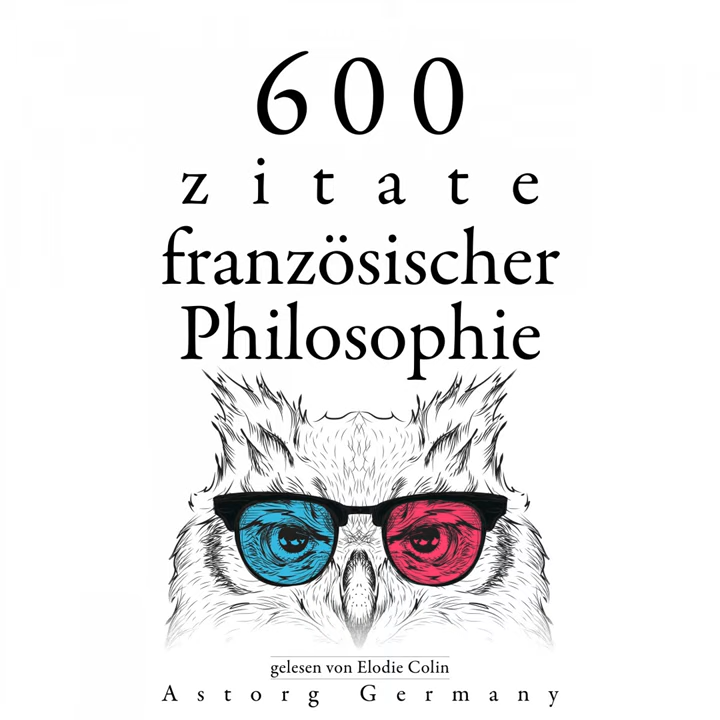 600
zitate
französischer
Philosophie
gelesen von Elodie Colin
Astorg Germany